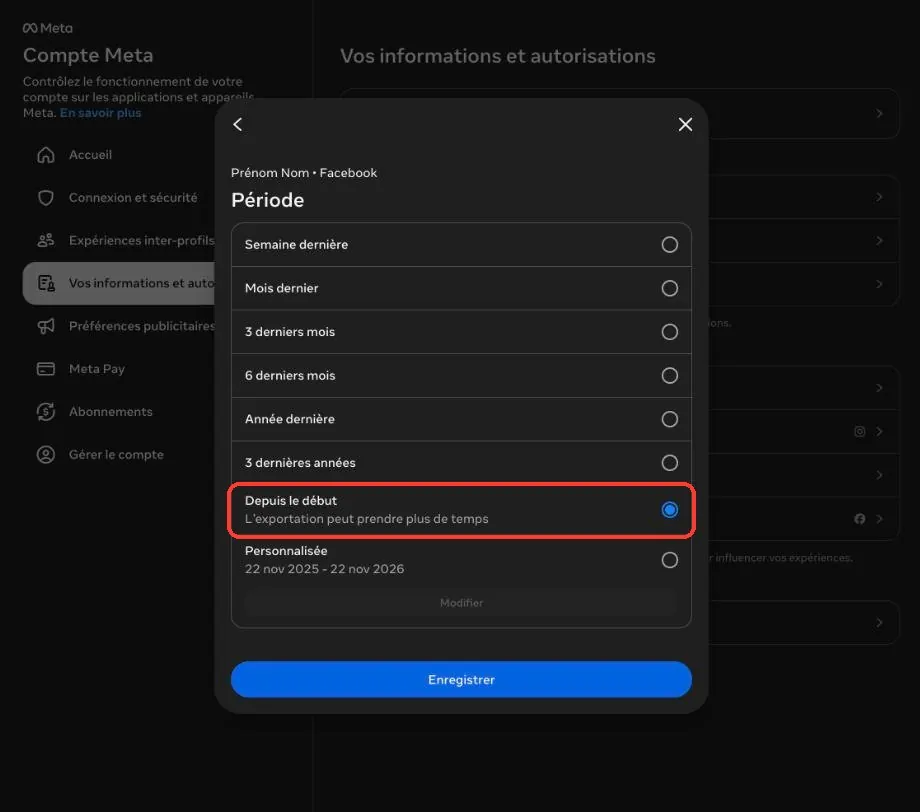 Meta
Compte Meta
Contrôlez le fonctionnement de votre
compte sur les applications et appareils
Meta. En savoir plus
Accueil
Connexion et sécurité
Expériences inter-profils
Vos informations et auto
Préférences publicitaires
Meta Pay
Abonnements
Gérer le compte
Vos informations et autorisations
Prénom Nom • Facebook
Période
Semaine dernière
Mois dernier
3 derniers mois
6 derniers mois
Année dernière
3 dernières années
Depuis le début
L'exportation peut prendre plus de temps
Personnalisée
22 nov 2025 - 22 nov 2026
Modifier
Enregistrer
ions.
r influencer vos expériences.